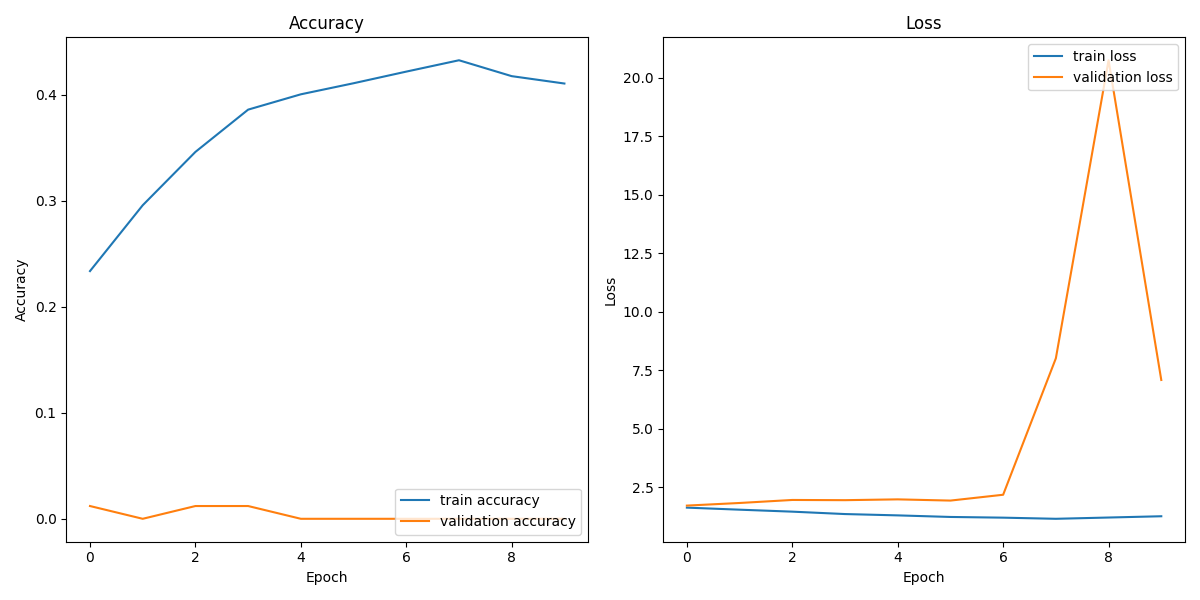 Accuracy
Accuracy
0.4
0.3
0.2
0.1
0.0
train accuracy
validation accuracy
0 2 4 6 8
Epoch
Loss
Loss
20.0
17.5
15.0
12.5
10.0
7.5
5.0
2.5
train loss
validation loss
0 2 4 6 8
Epoch